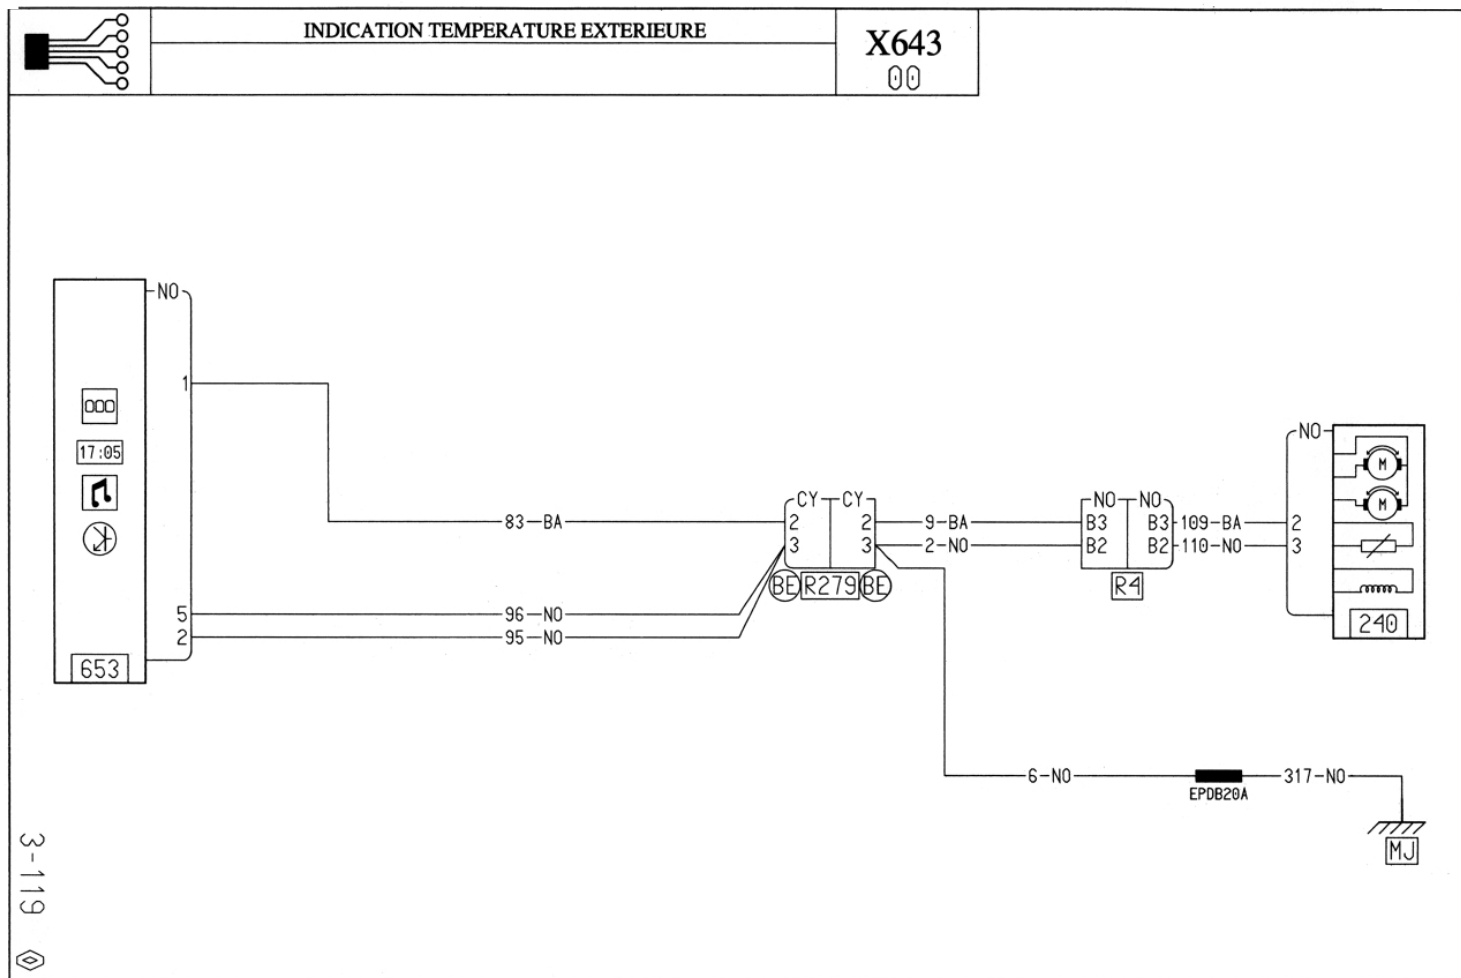 INDICATION TEMPERATURE EXTERIEURE
X643
00
NO
1
000
17:05
NO
M
M
CY CY
NO NO
83-BA
2
2
9-BA
B3
B3
109-BA
2
3
3
2-NO
B2
B2
110-NO
3
BE R279 BE
R4
5
96-NO
240
2
95-NO
653
6-NO
317-NO
EPDB20A
MJ
3-119